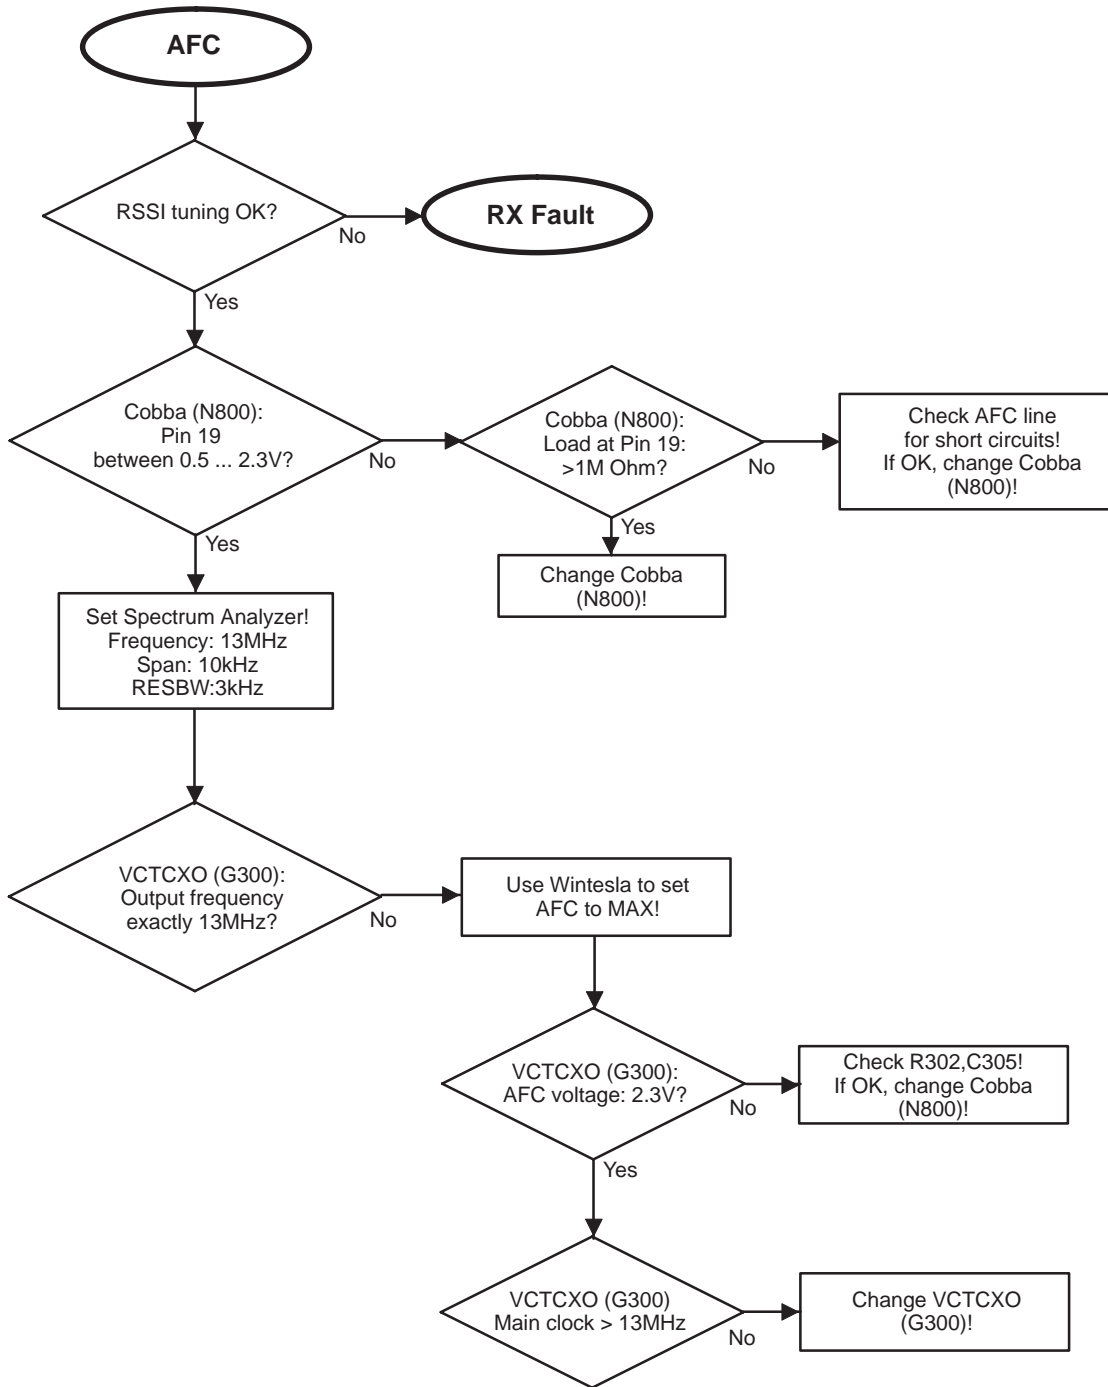 AFC
RSSI tuning OK?
No
RX Fault
Yes
Cobba (N800):
Pin 19
between 0.5 ... 2.3V?
No
Cobba (N800):
Load at Pin 19:
>1M Ohm?
No
Check AFC line
for short circuits!
If OK, change Cobba
(N800)!
Yes
Change Cobba
(N800)!
Yes
Set Spectrum Analyzer!
Frequency: 13MHz
Span: 10kHz
RESBW:3kHz
VCTCXO (G300):
Output frequency
exactly 13MHz?
No
Use Wintesla to set
AFC to MAX!
VCTCXO (G300):
AFC voltage: 2.3V?
No
Check R302,C305!
If OK, change Cobba
(N800)!
Yes
VCTCXO (G300)
Main clock > 13MHz
No
Change VCTCXO
(G300)!